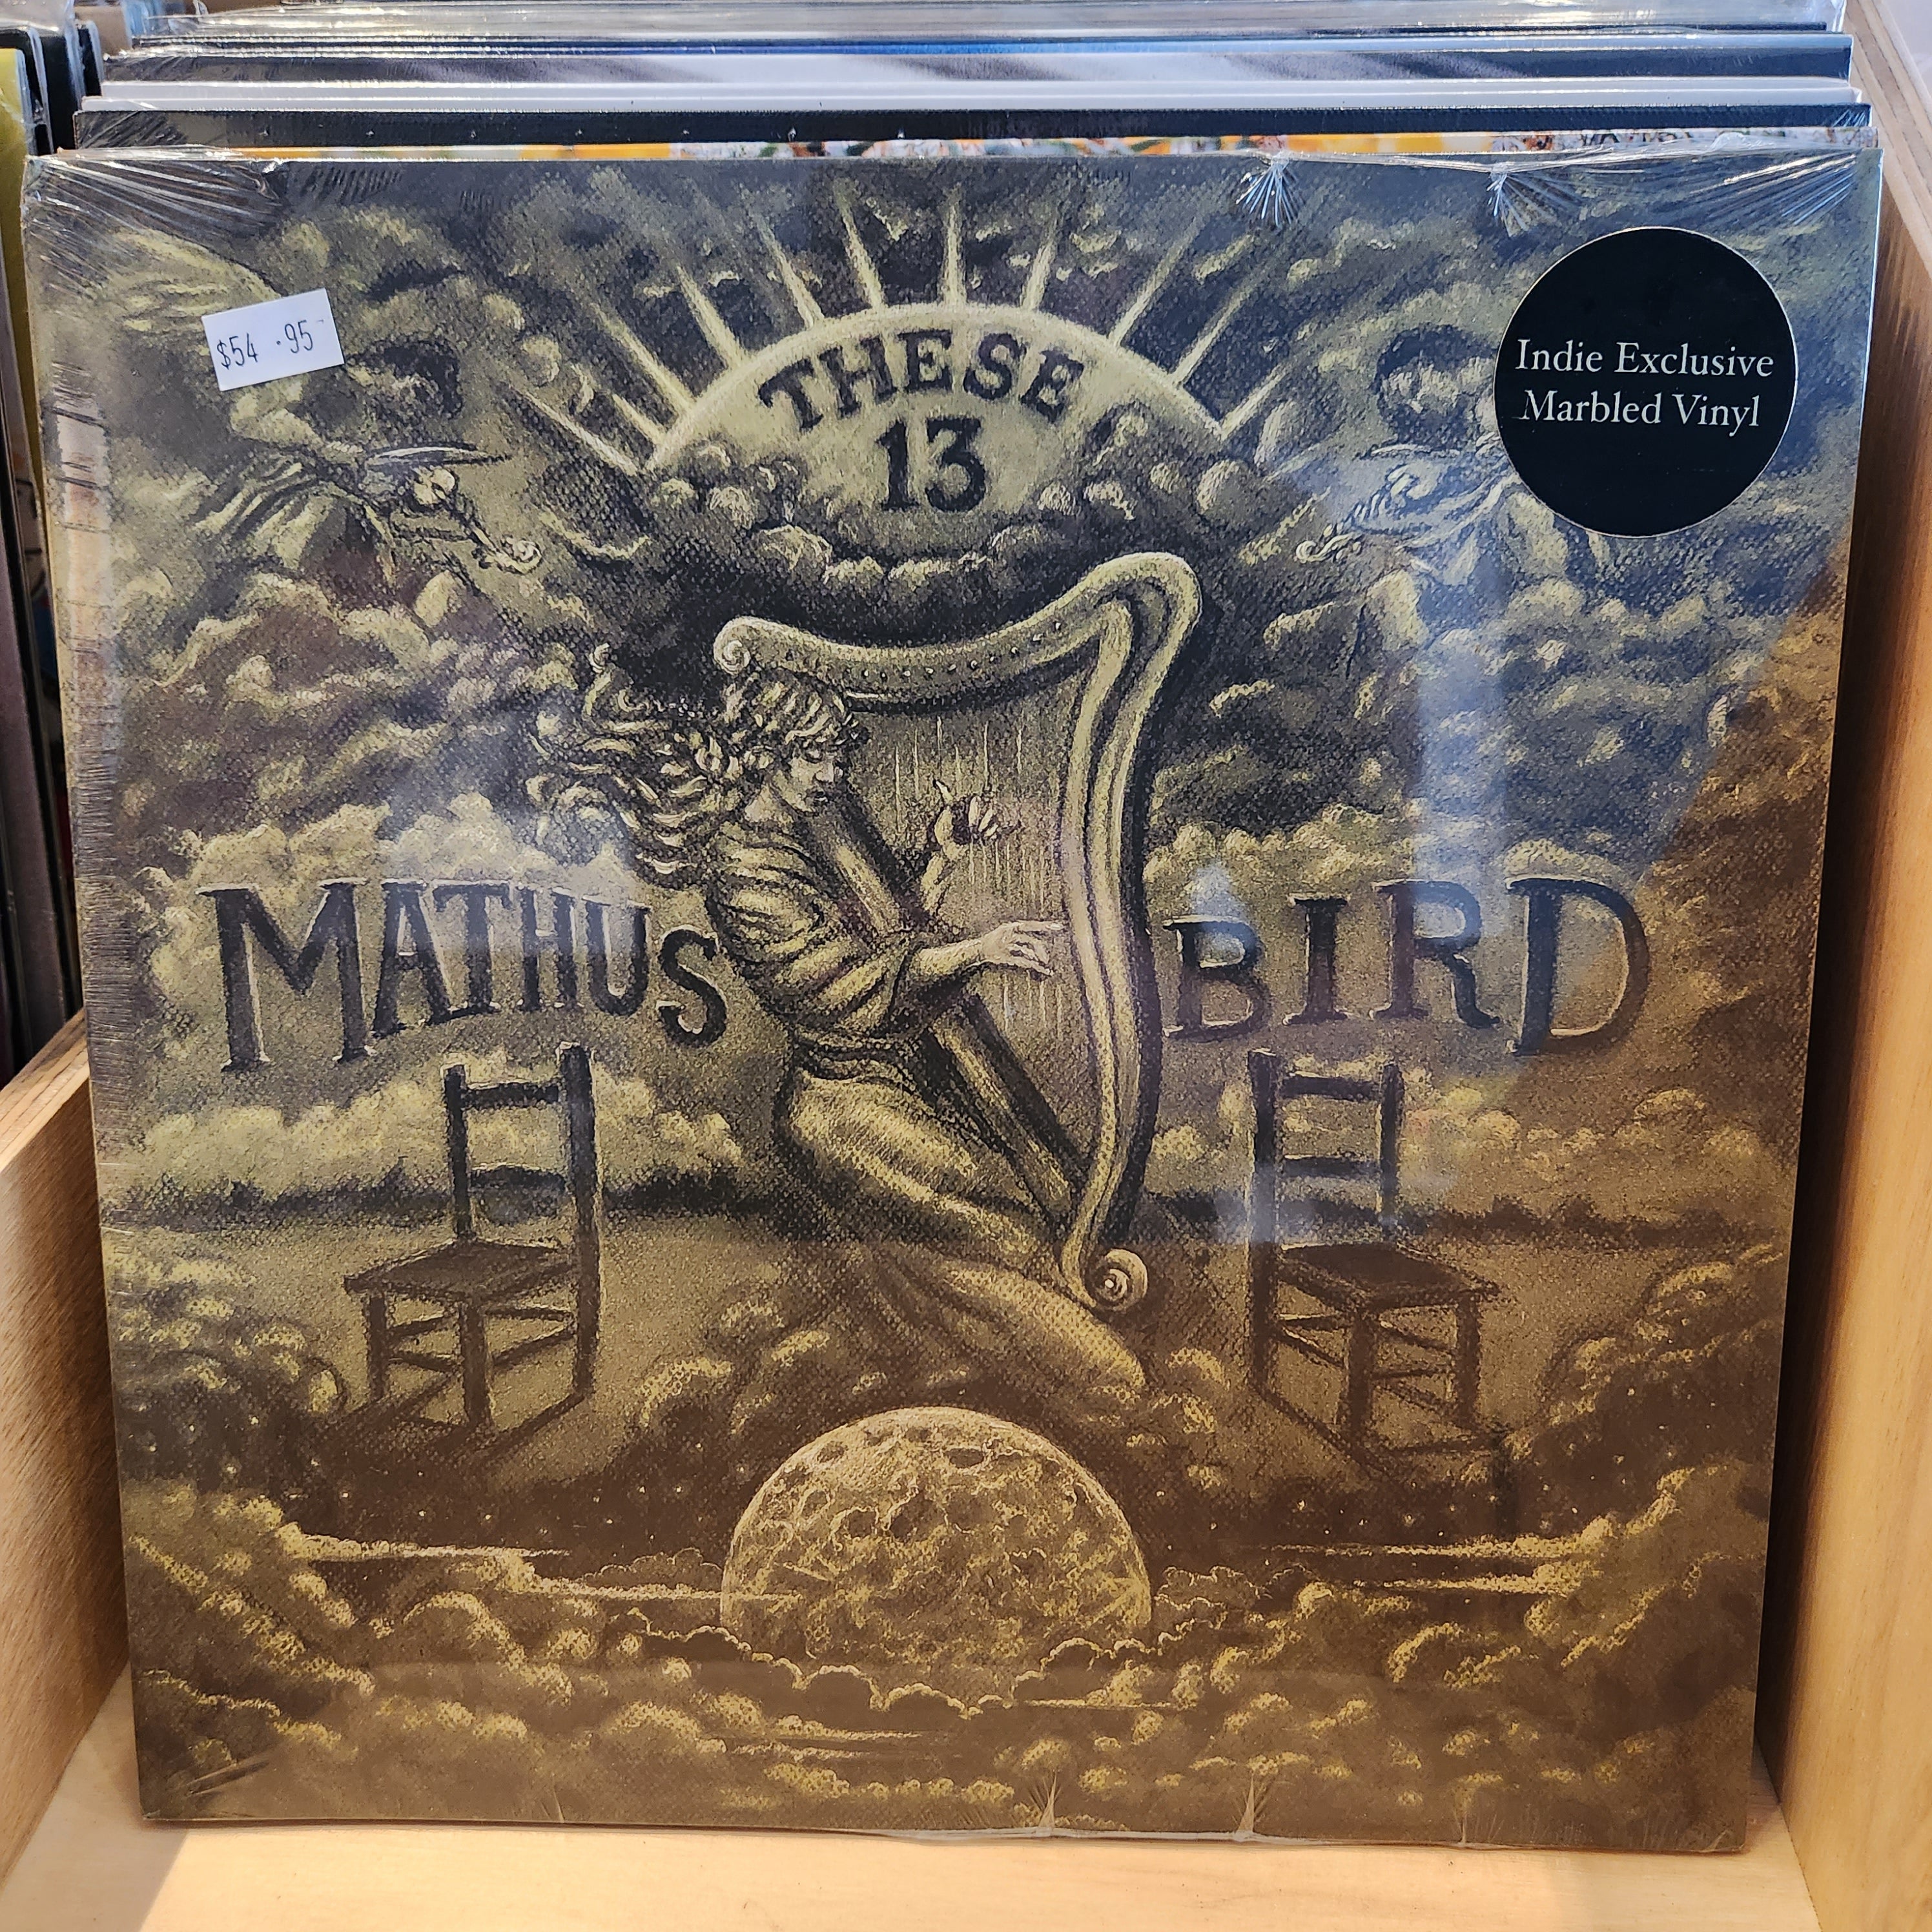 $54.95
THESE
13
Indie Exclusive
Marbled Vinyl
MATHUS BIRD